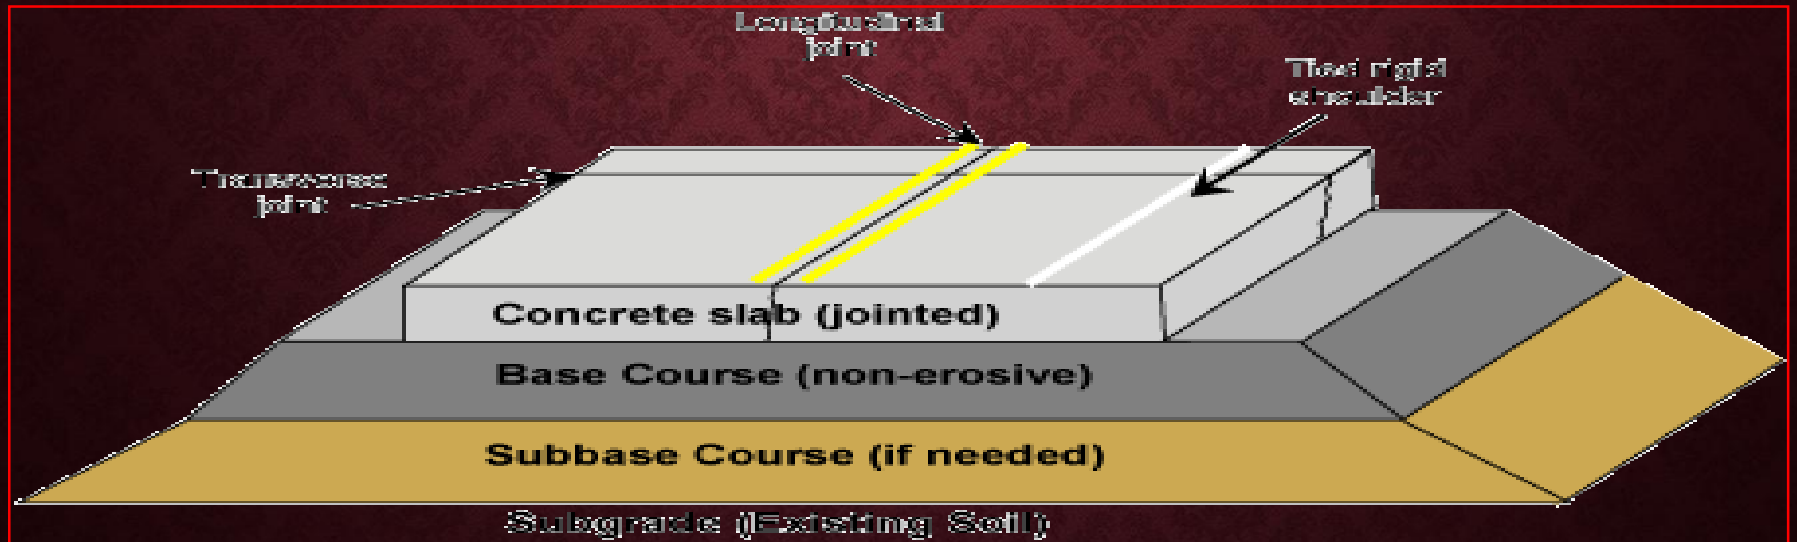 Longitudinal
joint
Tied rigid
shoulder
Transverse
joint
Concrete slab (jointed)
Base Course (non-erosive)
Subbase Course (if needed)
Subgrade (Existing Soil)